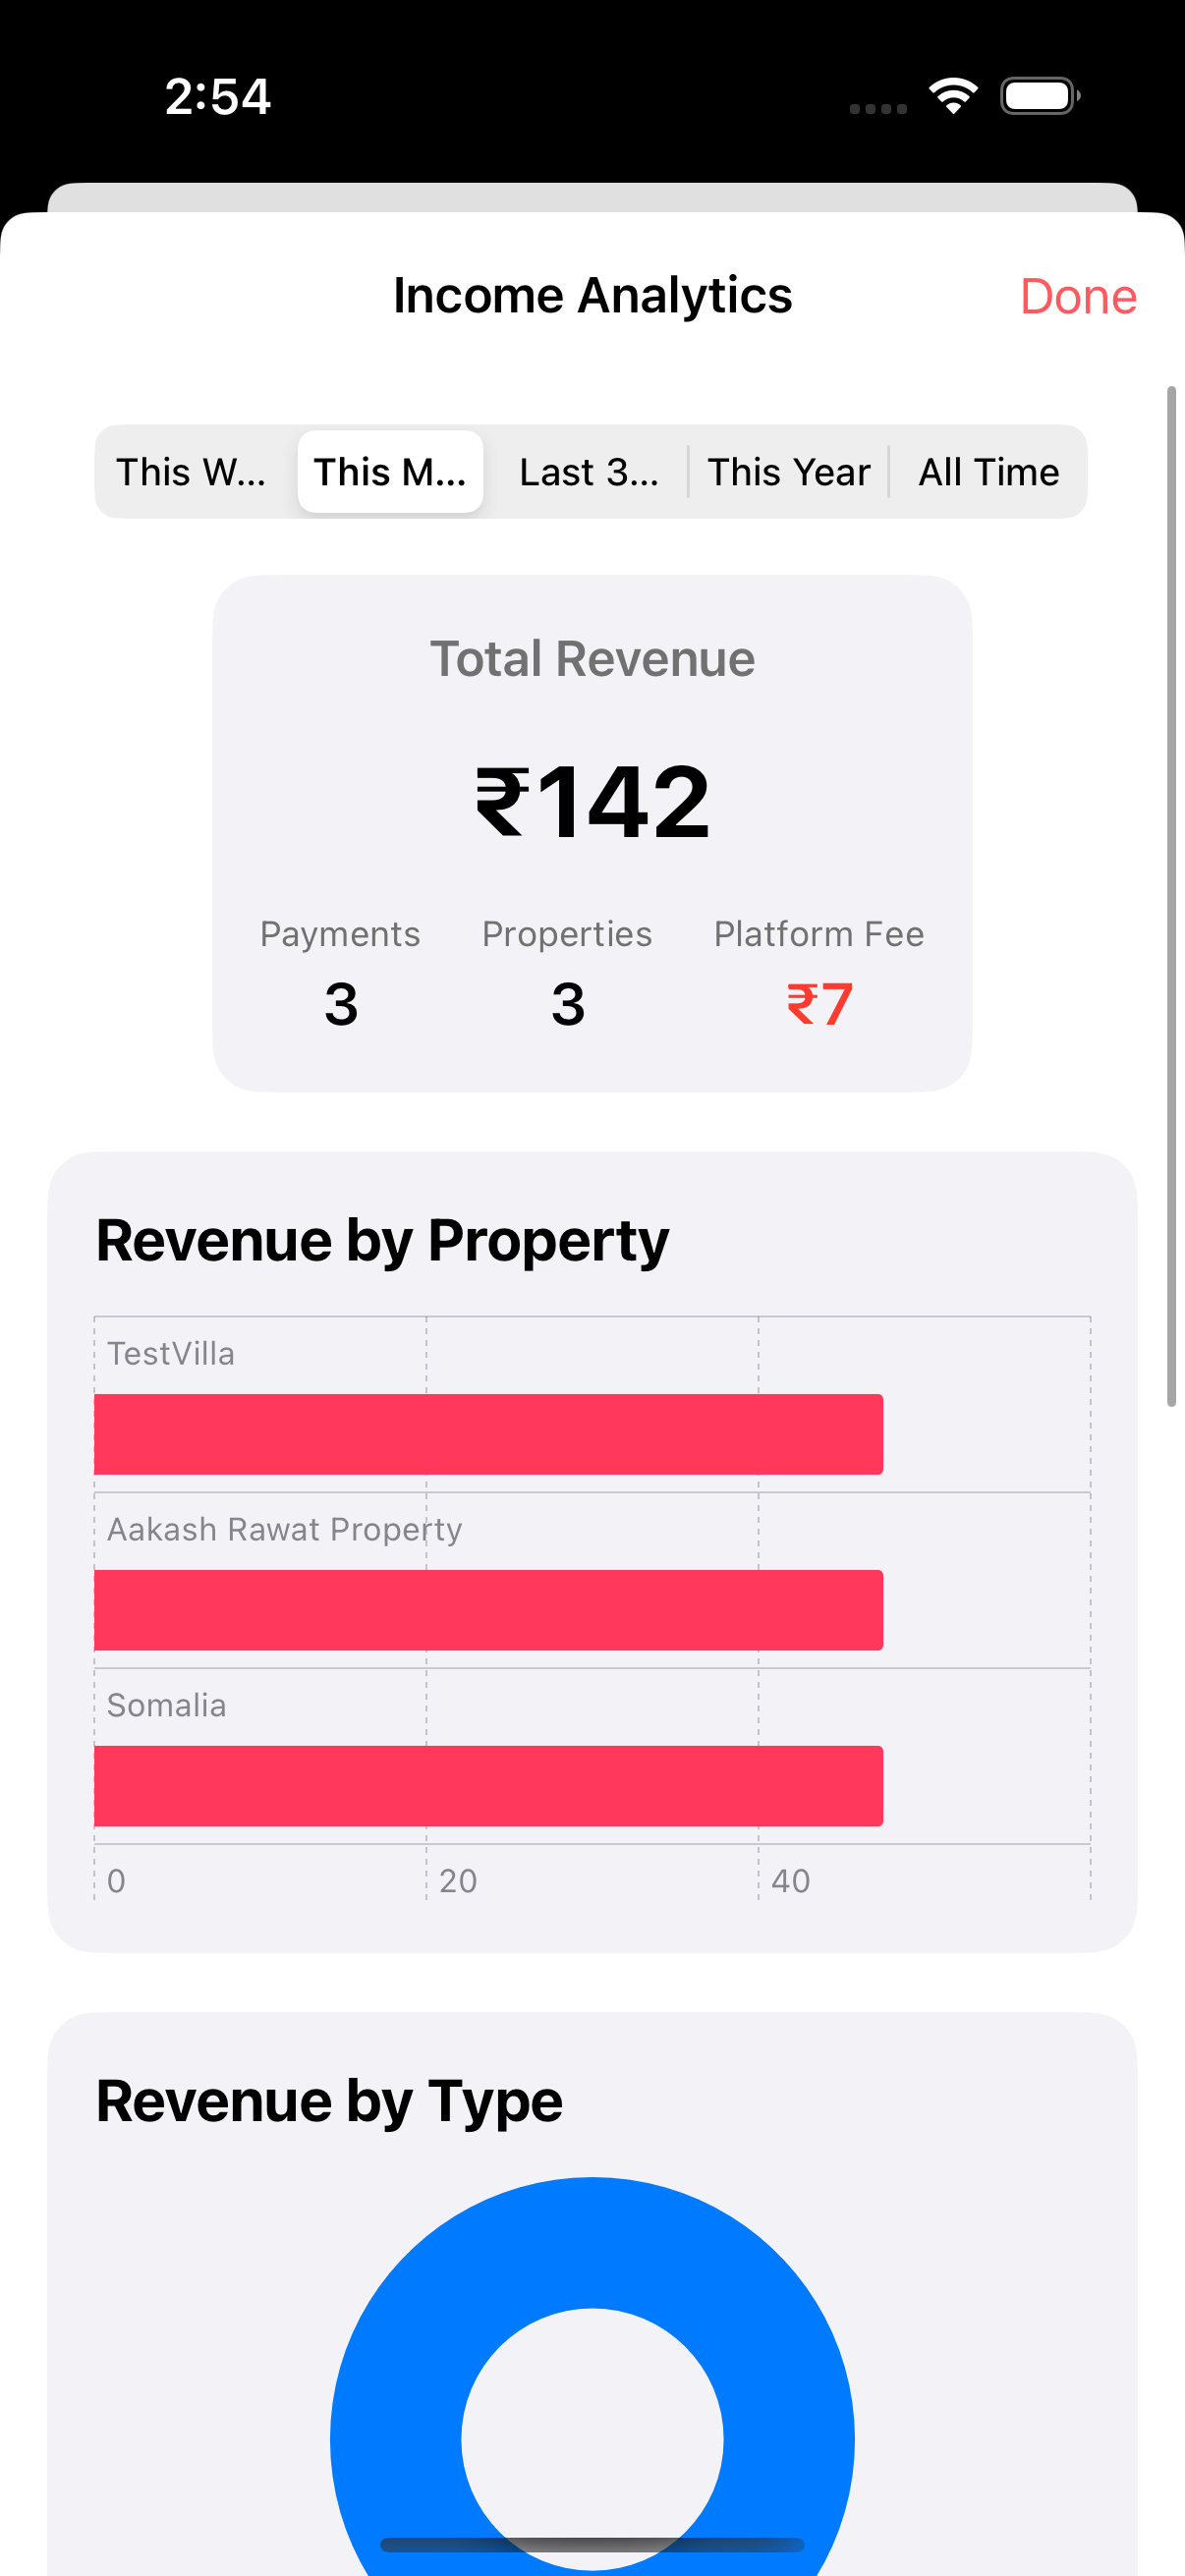 2:54
Income Analytics
Done
This W...
This M...
Last 3...
This Year
All Time
Total Revenue
₹142
Payments
Properties
Platform Fee
3
3
₹7
Revenue by Property
TestVilla
Aakash Rawat Property
Somalia
0
20
40
Revenue by Type